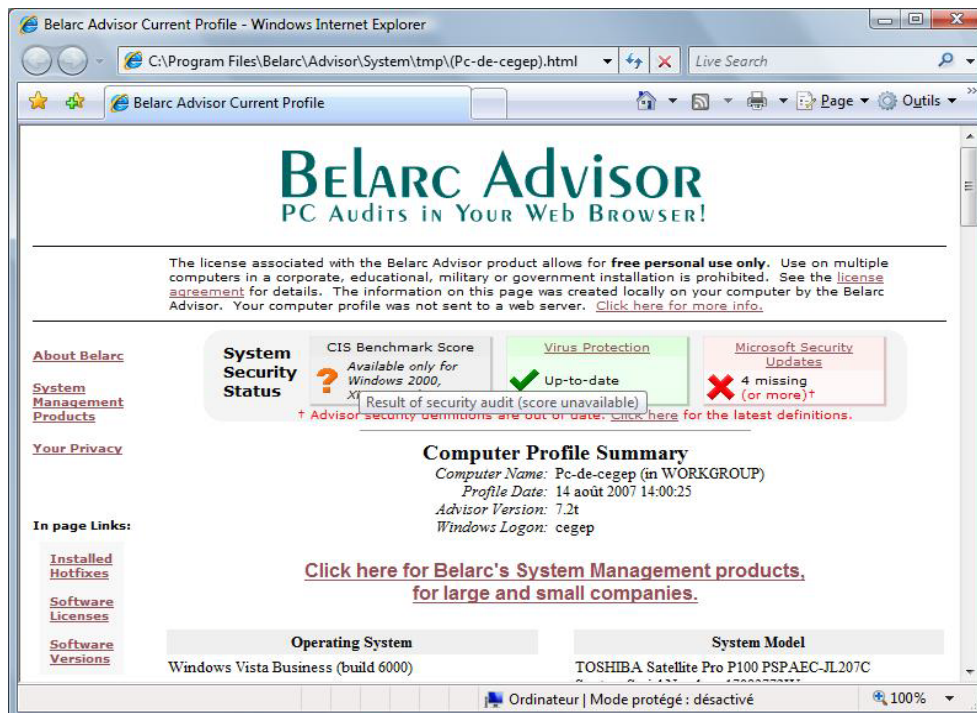 Belarc Advisor Current Profile - Windows Internet Explorer
C:\Program Files\Belarc\Advisor\System\tmp\(Pc-de-cegep).html
Live Search
Belarc Advisor Current Profile
Page
Outils
BELARC ADVISOR
PC AUDITS IN YOUR WEB BROWSER!
The license associated with the Belarc Advisor product allows for free personal use only. Use on multiple
computers in a corporate, educational, military or government installation is prohibited. See the license
agreement for details. The information on this page was created locally on your computer by the Belarc
Advisor. Your computer profile was not sent to a web server. Click here for more info.
About Belarc
System
Management
Products
Your Privacy
In page Links:
Installed
Hotfixes
Software
Licenses
Software
Versions
System
Security
Status
CIS Benchmark Score
Available only for
Windows 2000,
Virus Protection
Up-to-date
Microsoft Security
Updates
4 missing
(or more)†
Result of security audit (score unavailable)
† Advisor security definitions are out of date. Click here for the latest definitions.
Computer Profile Summary
Computer Name: Pc-de-cegep (in WORKGROUP)
Profile Date: 14 août 2007 14:00:25
Advisor Version: 7.2t
Windows Logon: cegep
Click here for Belarc's System Management products,
for large and small companies.
Operating System
Windows Vista Business (build 6000)
System Model
TOSHIBA Satellite Pro P100 PSPAEC-JL207C
Ordinateur | Mode protégé : désactivé
100%